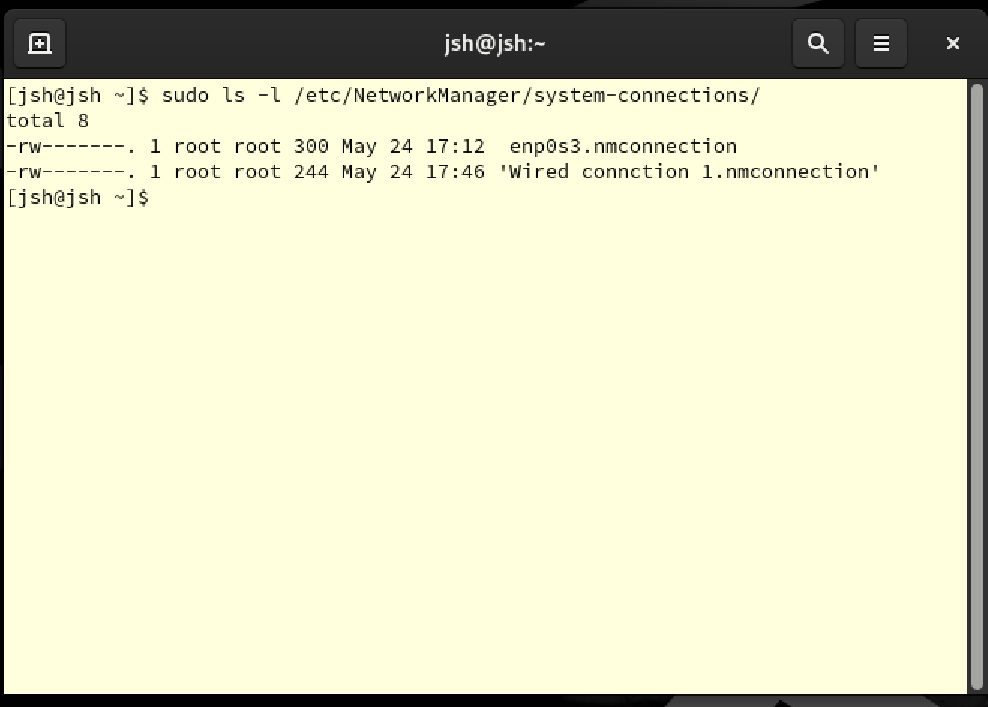 jsh@jsh:~
[jsh@jsh ~]$ sudo ls -l /etc/NetworkManager/system-connections/
total 8
-rw-------. 1 root root 300 May 24 17:12  enp0s3.nmconnection
-rw-------. 1 root root 244 May 24 17:46 'Wired connction 1.nmconnection'
[jsh@jsh ~]$